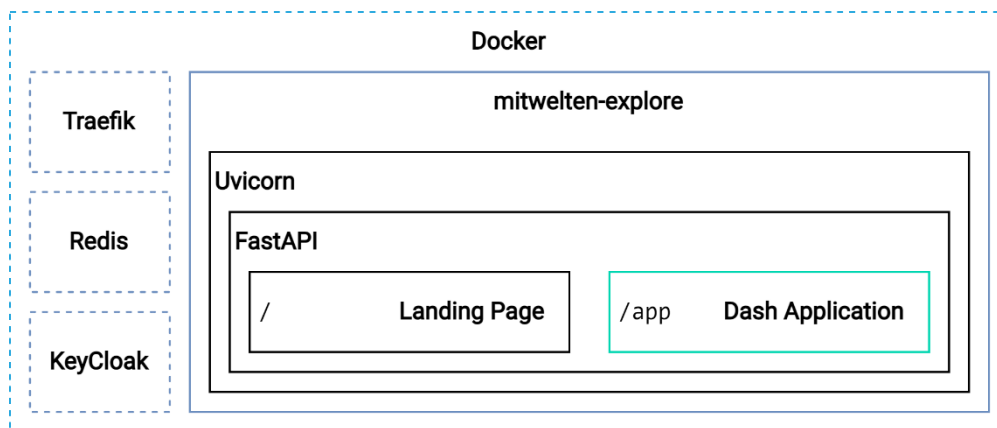 Docker
Traefik
Redis
KeyCloak
mitwelten-explore
Uvicorn
FastAPI
/ Landing Page
/app Dash Application